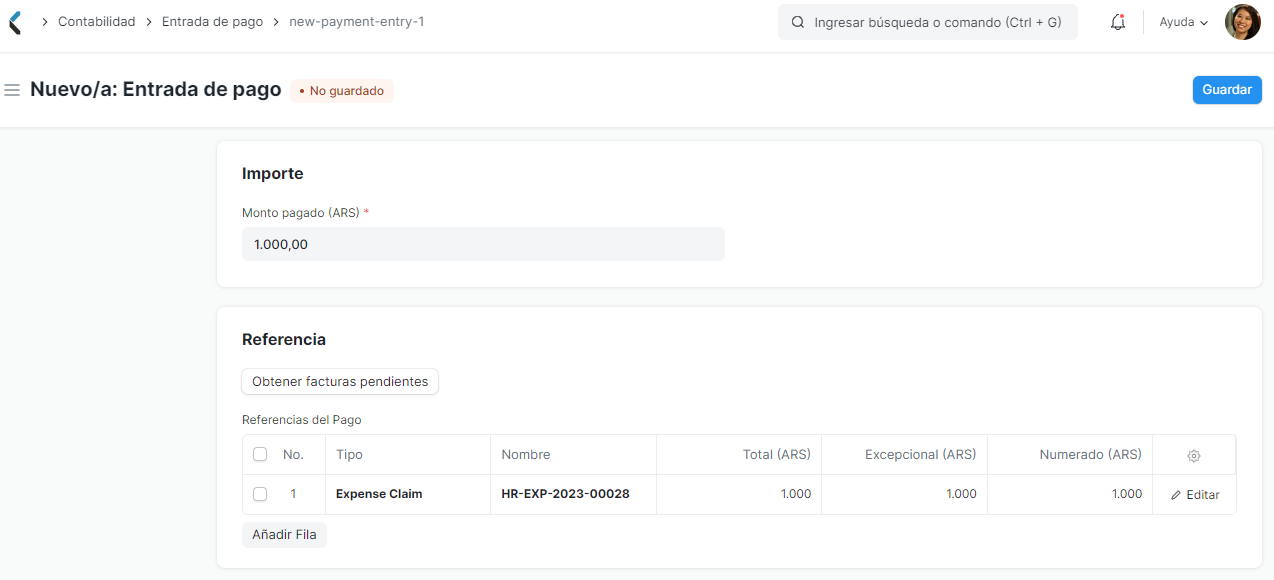 Contabilidad Entrada de pago new-payment-entry-1 Ingresar búsqueda o comando (Ctrl + G) Ayuda
Nuevo/a: Entrada de pago • No guardado Guardar
Importe
Monto pagado (ARS) *
1.000,00
Referencia
Obtener facturas pendientes
Referencias del Pago
No. Tipo Nombre Total (ARS) Excepcional (ARS) Numerado (ARS)
1 Expense Claim HR-EXP-2023-00028 1.000 1.000 1.000 Editar
Añadir Fila